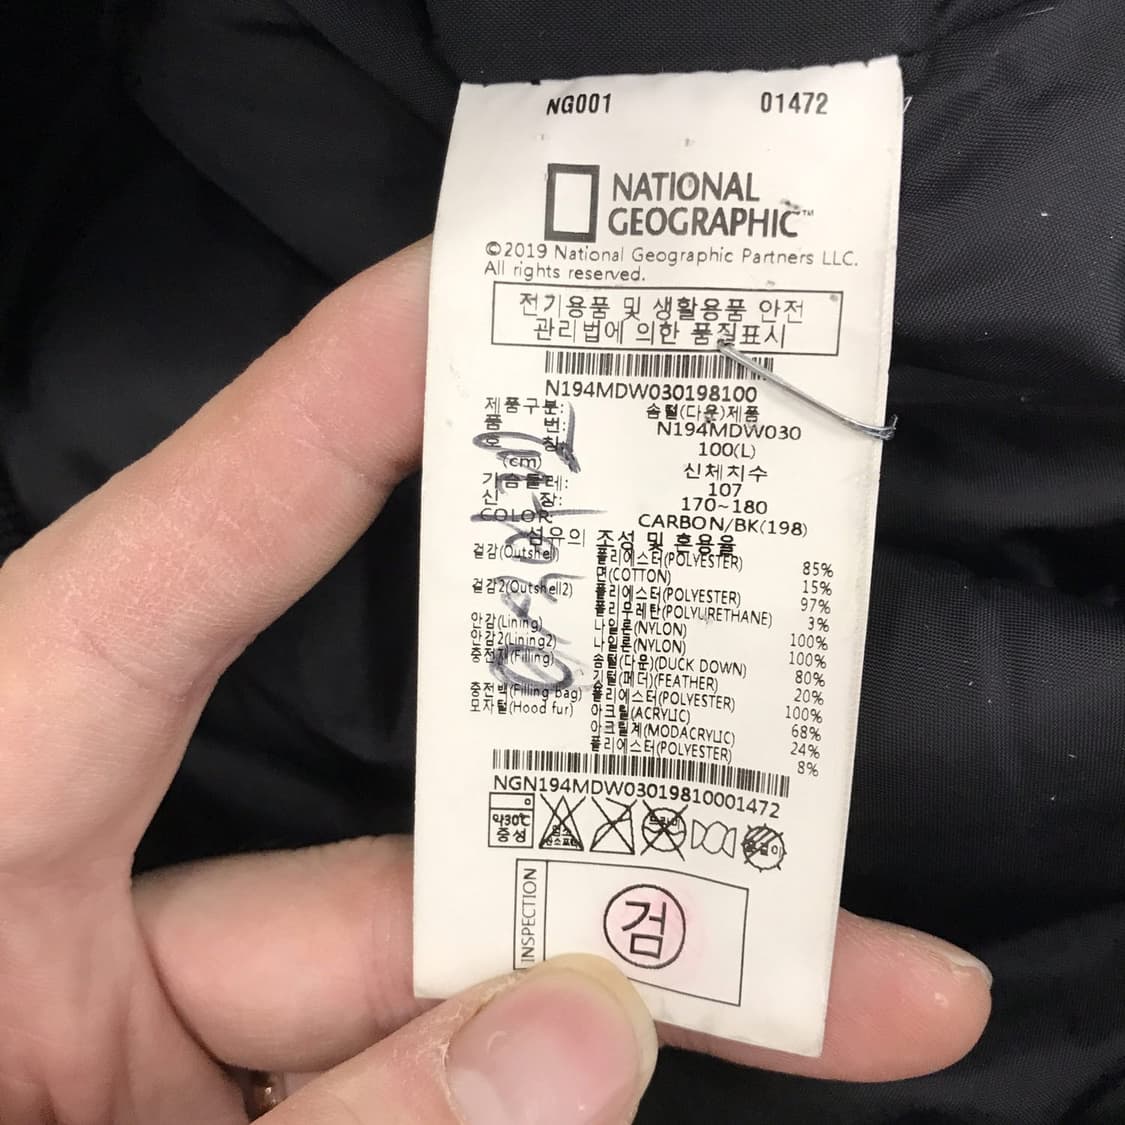 NG001 01472
NATIONAL
GEOGRAPHIC™
©2019 National Geographic Partners LLC.
All rights reserved.
전기용품 및 생활용품 안전
관리법에 의한 품질표시
N194MDW030198100
제품구분: 솜털(다운)제품
품 번: N194MDW030
호 칭: 100(L)
(cm) 신체치수
가슴둘레: 107
신 장: 170~180
COLOR: CARBON/BK(198)
섬유의 조성 및 혼용율
겉감(Outshell) 폴리에스터(POLYESTER) 85%
면(COTTON) 15%
겉감2(Outshell2) 폴리에스터(POLYESTER) 97%
폴리우레탄(POLYURETHANE) 3%
안감(Lining) 나일론(NYLON) 100%
안감2(Lining2) 나일론(NYLON) 100%
충전재(Filling) 솜털(다운)(DUCK DOWN) 80%
깃털(페더)(FEATHER) 20%
충전백(Filling bag) 폴리에스터(POLYESTER) 100%
모자털(Hood fur) 아크릴(ACRYLIC) 68%
아크릴계(MODACRYLIC) 24%
폴리에스터(POLYESTER) 8%
NGN194MDW03019810001472
약30℃
중성
INSPECTION
검